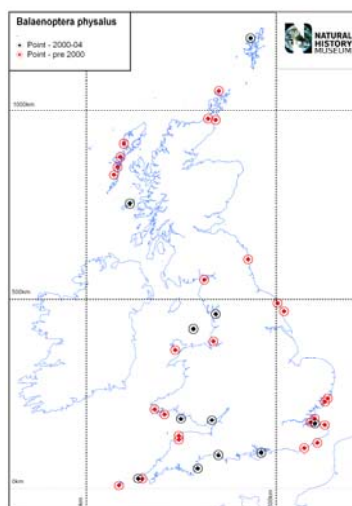 Balaenoptera physalus
Point - 2000-04
Point - pre 2000
NATURAL
HISTORY
MUSEUM
1000km
500km
0km